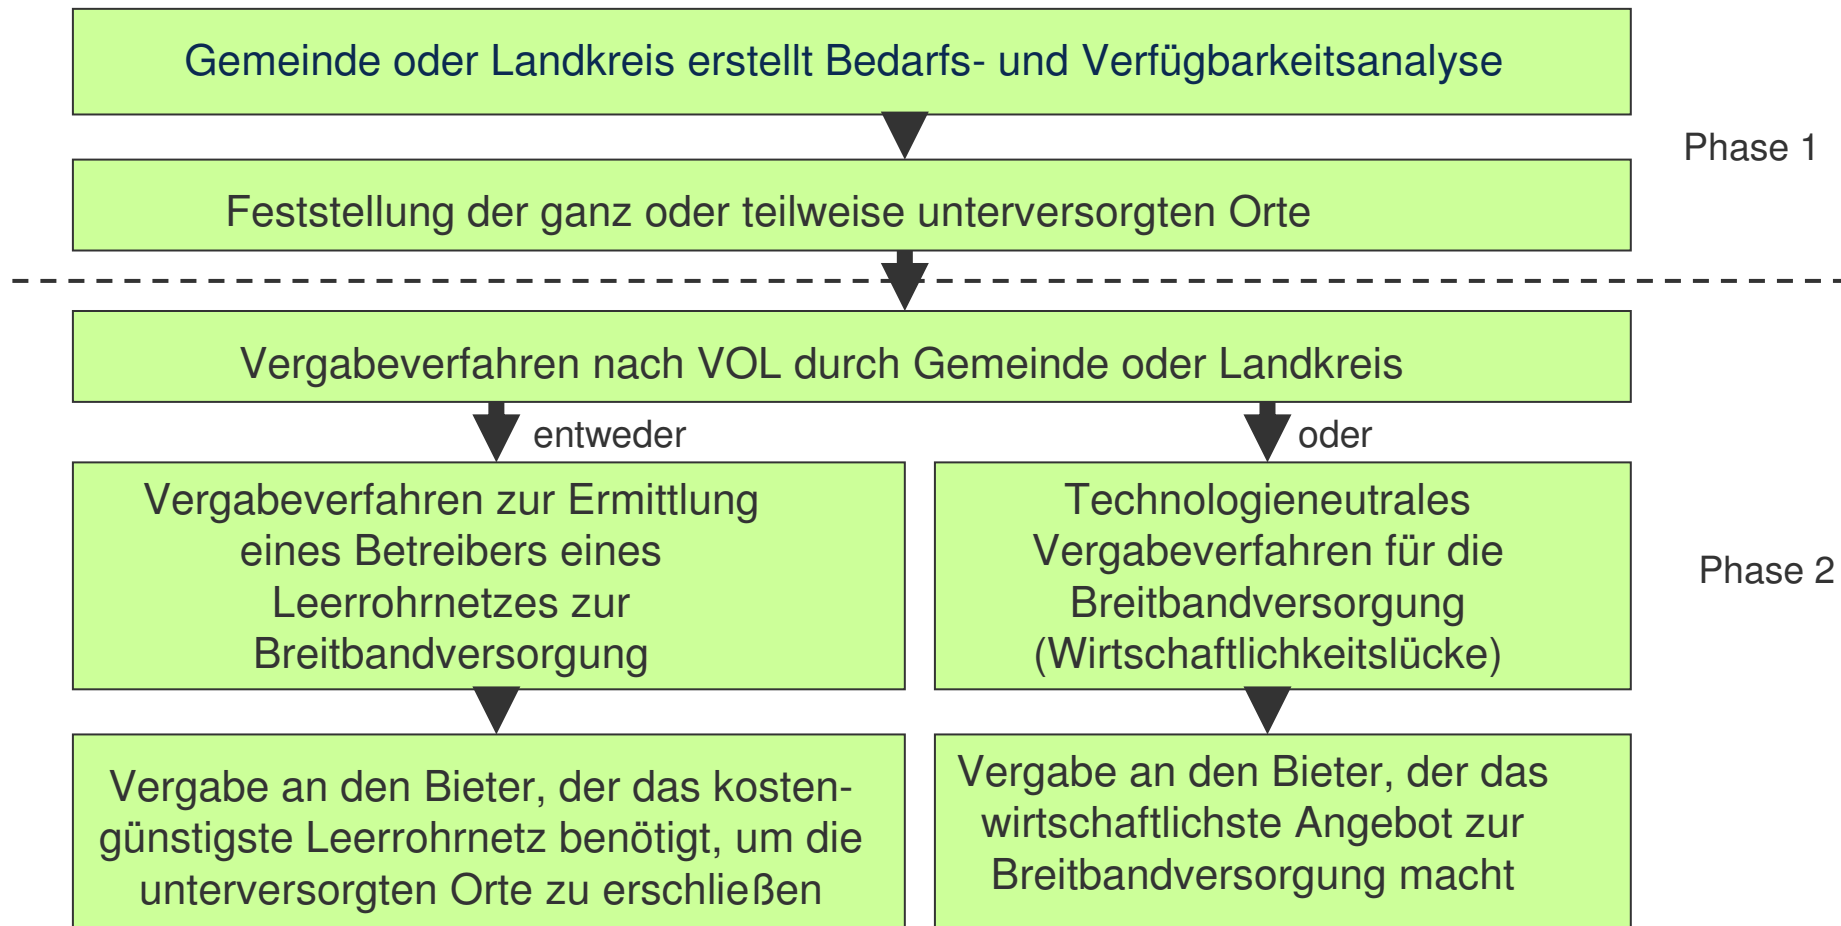 Gemeinde oder Landkreis erstellt Bedarfs- und Verfügbarkeitsanalyse
Phase 1
Feststellung der ganz oder teilweise unterversorgten Orte
Vergabeverfahren nach VOL durch Gemeinde oder Landkreis
entweder
oder
Vergabeverfahren zur Ermittlung
eines Betreibers eines
Leerrohrnetzes zur
Breitbandversorgung
Technologieneutrales
Vergabeverfahren für die
Breitbandversorgung
(Wirtschaftlichkeitslücke)
Phase 2
Vergabe an den Bieter, der das kosten-
günstigste Leerrohrnetz benötigt, um die
unterversorgten Orte zu erschließen
Vergabe an den Bieter, der das
wirtschaftlichste Angebot zur
Breitbandversorgung macht